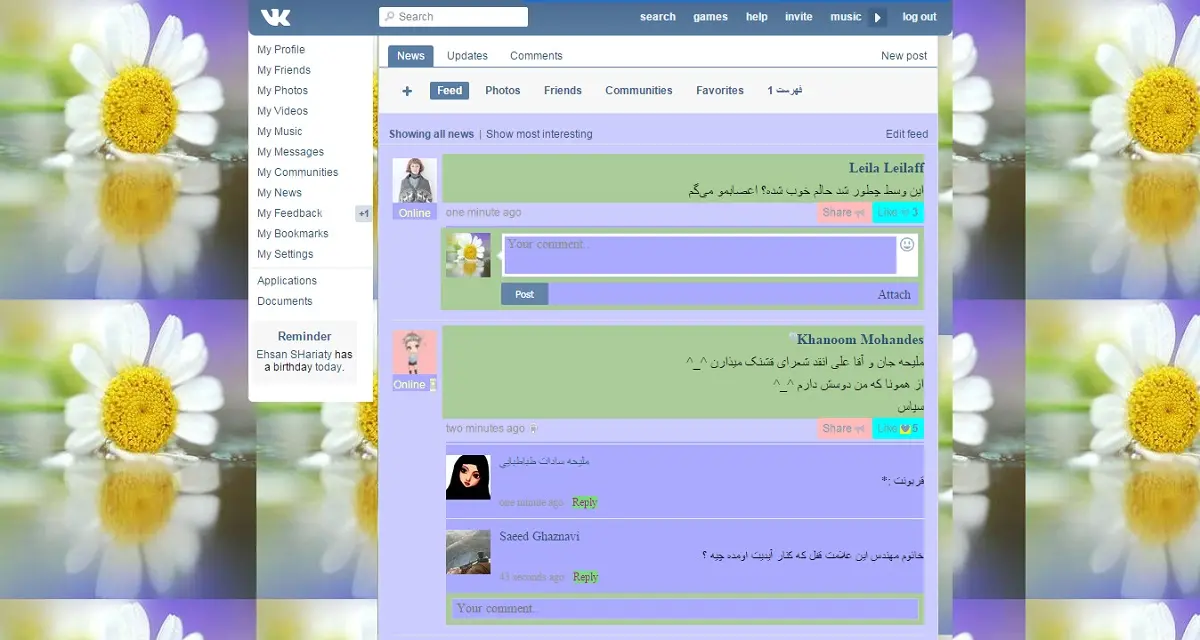 Search
search
games
help
invite
music
log out
My Profile
My Friends
My Photos
My Videos
My Music
My Messages
My Communities
My News
My Feedback +1
My Bookmarks
My Settings
Applications
Documents
Reminder
Ehsan SHariaty has
a birthday today.
News
Updates
Comments
New post
+
Feed
Photos
Friends
Communities
Favorites
فهرست 1
Showing all news | Show most interesting
Edit feed
Leila Leilaff
این وسط چطور شد حالم خوب شده؟ اعصابمو می‌گم
Online
one minute ago
Share
Like 3
Your comment..
Post
Attach
Khanoom Mohandes
ملیحه جان و آقا علی انقد شعرای قشنگ میذارن ^_^
از همونا که من دوسش دارم ^_^
سپاس
Online
two minutes ago
Share
Like 5
ملیحه سادات طباطبایی
قربونت :*
one minute ago Reply
Saeed Ghaznavi
خانوم مهندس این علامت قفل که کنار آیدیت اومده چیه ؟
43 seconds ago Reply
Your comment..